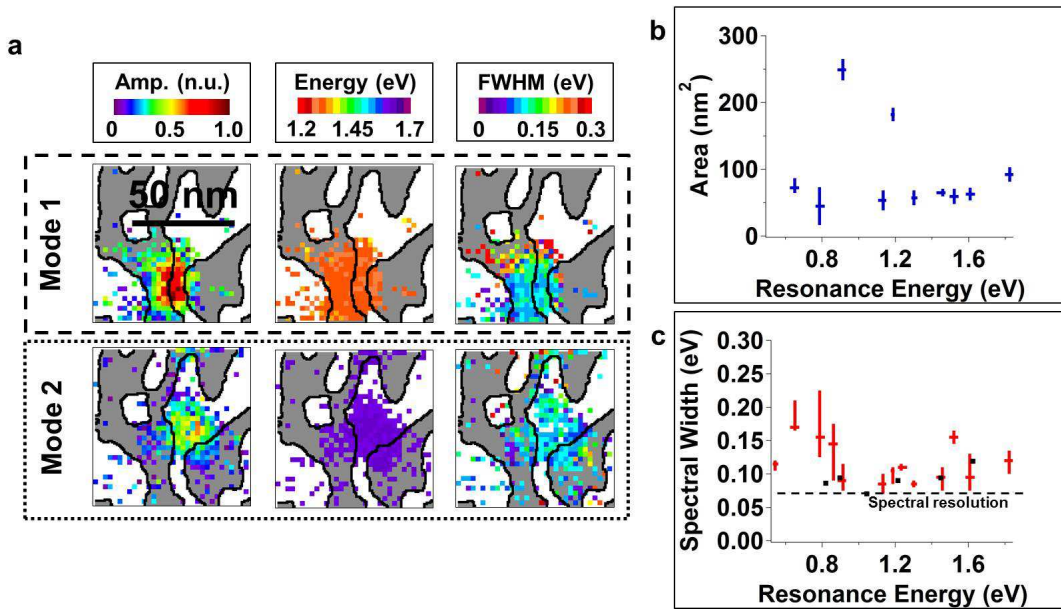 a
Amp. (n.u.)
0 0.5 1.0
Energy (eV)
1.2 1.45 1.7
FWHM (eV)
0 0.15 0.3
Mode 1
50 nm
Mode 2
b
300
200
100
0
Area (nm²)
0.8 1.2 1.6
Resonance Energy (eV)
c
0.30
0.25
0.20
0.15
0.10
0.05
0.00
Spectral Width (eV)
Spectral resolution
0.8 1.2 1.6
Resonance Energy (eV)